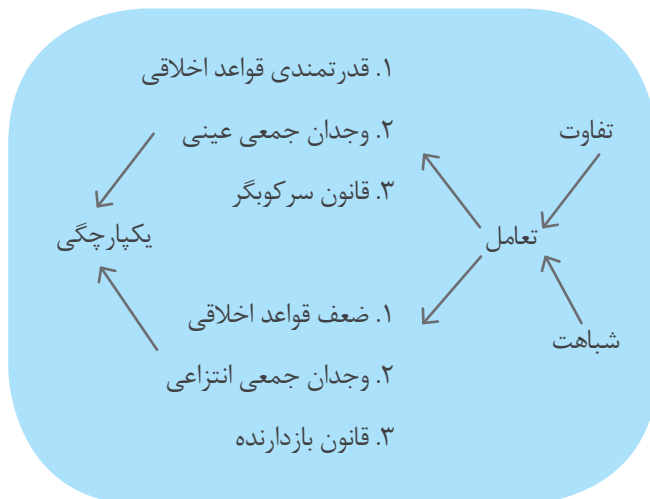 ۱. قدرتمندی قواعد اخلاقی
تفاوت
۲. وجدان جمعی عینی
۳. قانون سرکوبگر
تعامل
یکپارچگی
۱. ضعف قواعد اخلاقی
شباهت
۲. وجدان جمعی انتزاعی
۳. قانون بازدارنده